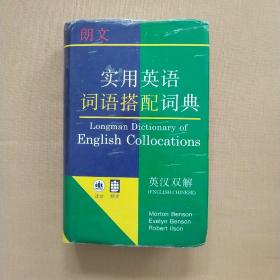 朗文
实用英语
词语搭配词典
Longman Dictionary of
English Collocations
英汉双解
(ENGLISH-CHINESE)
Morton Benson
Evelyn Benson
Robert Ilson